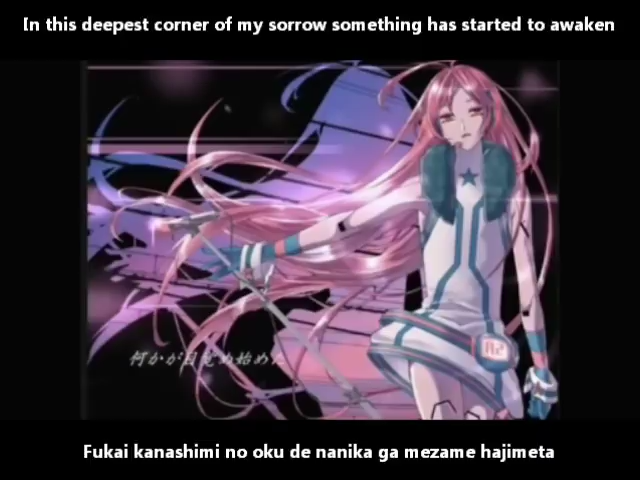 In this deepest corner of my sorrow something has started to awaken
何かが目覚め始めた
02
Fukai kanashimi no oku de nanika ga mezame hajimeta